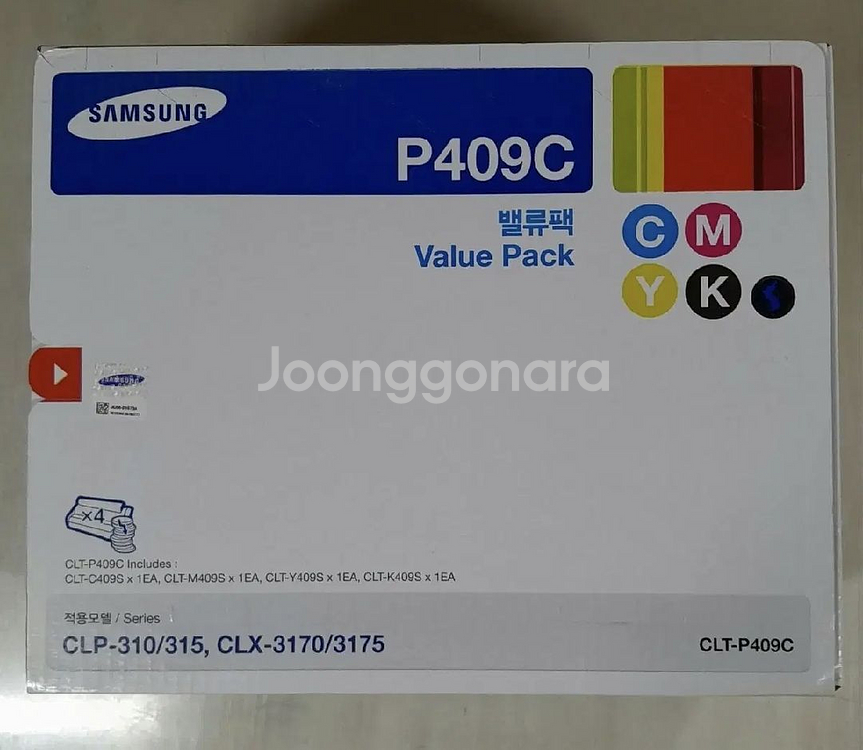 SAMSUNG
P409C
밸류팩
Value Pack
C M
Y K
Joonggonara
SAMSUNG
x4
CLT-P409C Includes :
CLT-C409S x 1EA, CLT-M409S x 1EA, CLT-Y409S x 1EA, CLT-K409S x 1EA
적용모델 / Series
CLP-310/315, CLX-3170/3175
CLT-P409C